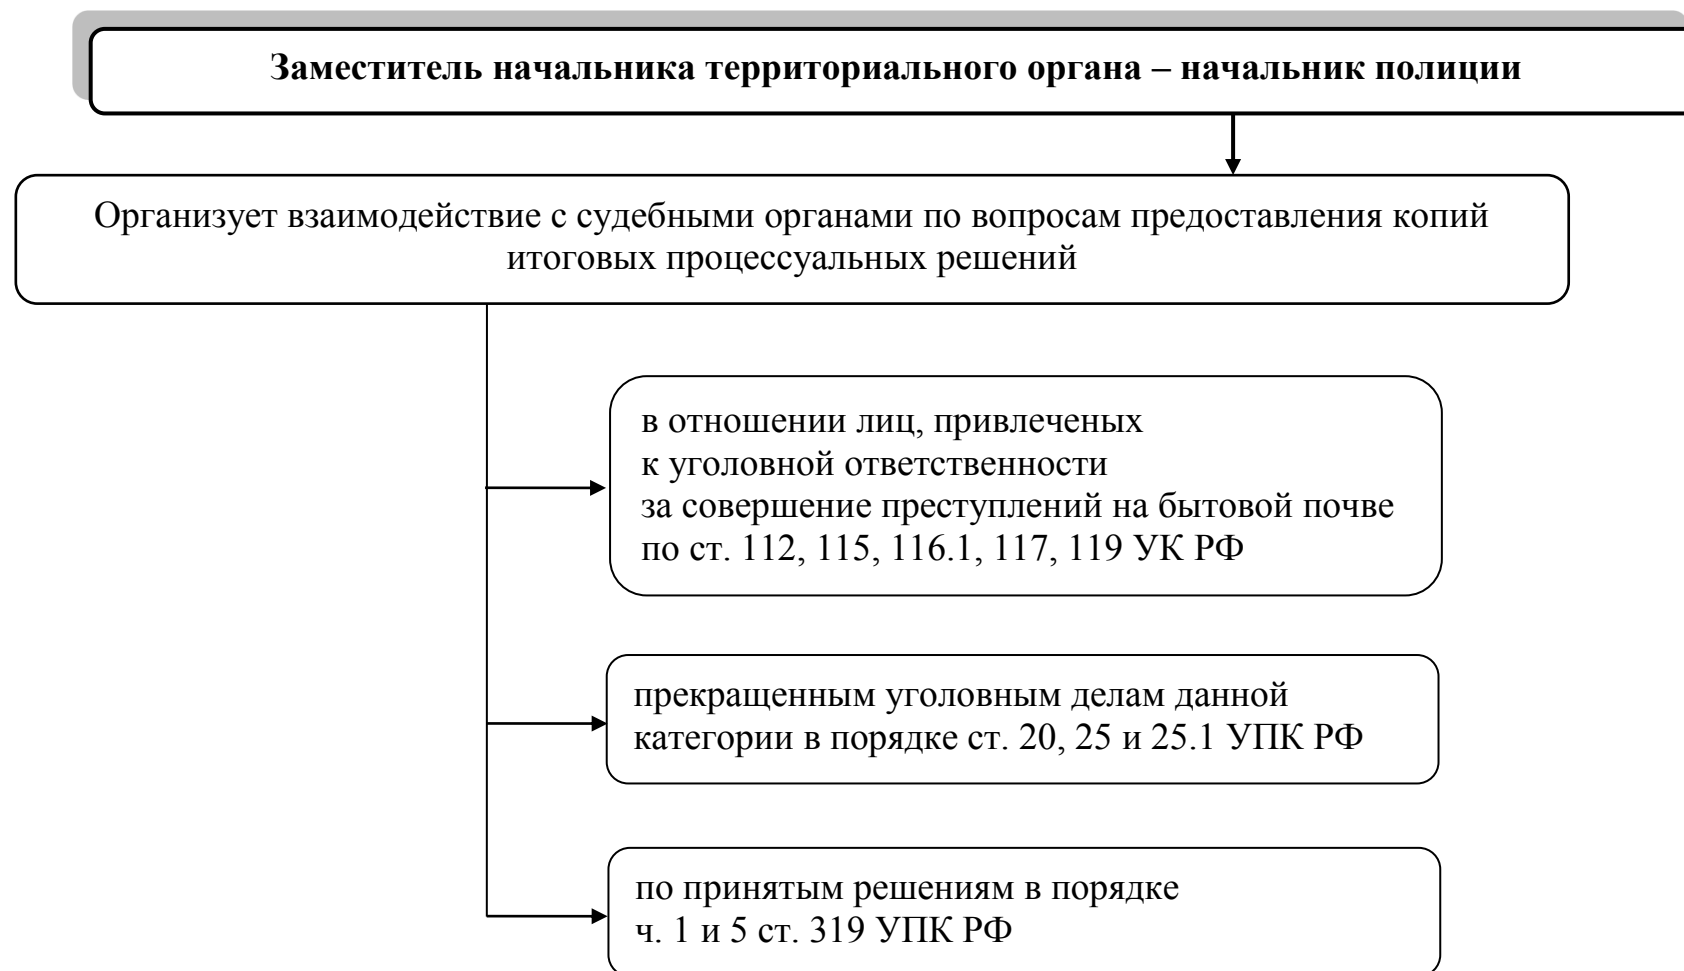 Заместитель начальника территориального органа – начальник полиции
Организует взаимодействие с судебными органами по вопросам предоставления копий
итоговых процессуальных решений
в отношении лиц, привлеченых
к уголовной ответственности
за совершение преступлений на бытовой почве
по ст. 112, 115, 116.1, 117, 119 УК РФ
прекращенным уголовным делам данной
категории в порядке ст. 20, 25 и 25.1 УПК РФ
по принятым решениям в порядке
ч. 1 и 5 ст. 319 УПК РФ